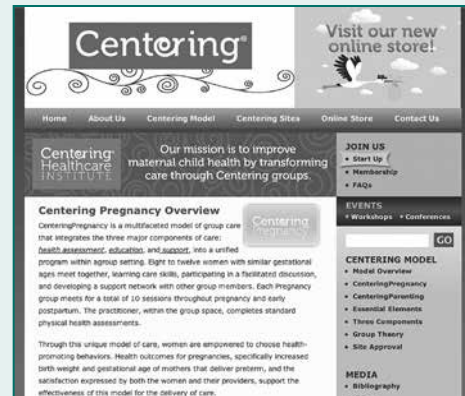 Centering®
Visit our new
online store!
Home About Us Centering Model Centering Sites Online Store Contact Us
Centering®
Healthcare
INSTITUTE
Our mission is to improve
maternal child health by transforming
care through Centering groups.
JOIN US
• Start Up
• Membership
• FAQs
EVENTS
• Workshops • Conferences
GO
Centering Pregnancy Overview
Centering
Pregnancy
CenteringPregnancy is a multifaceted model of group care
that integrates the three major components of care:
health assessment, education, and support, into a unified
program within agroup setting. Eight to twelve women with similar gestational
ages meet together, learning care skills, participating in a facilitated discussion,
and developing a support network with other group members. Each Pregnancy
group meets for a total of 10 sessions throughout pregnancy and early
postpartum. The practitioner, within the group space, completes standard
physical health assessments.
Through this unique model of care, women are empowered to choose health-
promoting behaviors. Health outcomes for pregnancies, specifically increased
birth weight and gestational age of mothers that deliver preterm, and the
satisfaction expressed by both the women and their providers, support the
effectiveness of this model for the delivery of care.
CENTERING MODEL
• Model Overview
• CenteringPregnancy
• CenteringParenting
• Essential Elements
• Three Components
• Group Theory
• Site Approval
MEDIA
• Bibliography